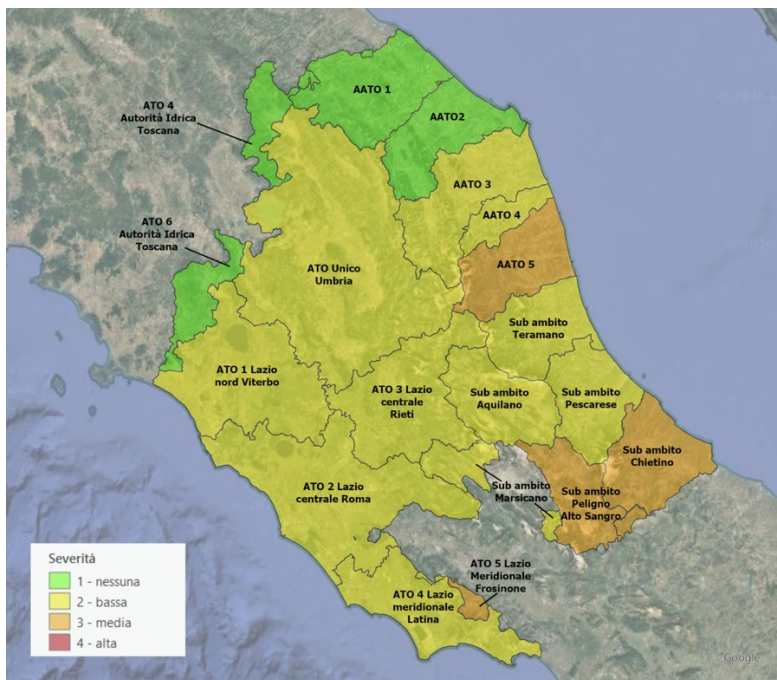 AATO 1
ATO 4
Autorità Idrica
Toscana
AATO2
AATO 3
AATO 4
ATO 6
Autorità Idrica
Toscana
AATO 5
ATO Unico
Umbria
Sub ambito
Teramano
ATO 1 Lazio
nord Viterbo
ATO 3 Lazio
centrale
Rieti
Sub ambito
Aquilano
Sub ambito
Pescarese
Sub ambito
Chietino
ATO 2 Lazio
centrale Roma
Sub ambito
Marsicano
Sub ambito
Peligno
Alto Sangro
ATO 5 Lazio
Meridionale
Frosinone
ATO 4 Lazio
meridionale
Latina
Severità
1 - nessuna
2 - bassa
3 - media
4 - alta
Google